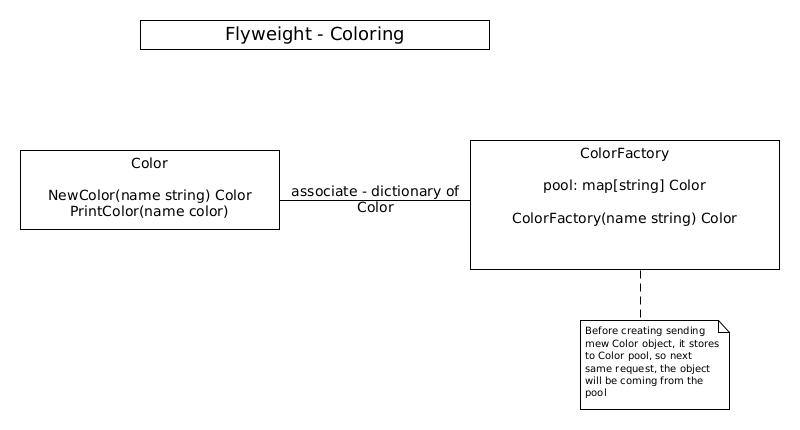 Flyweight - Coloring
Color
NewColor(name string) Color
PrintColor(name color)
associate - dictionary of
Color
ColorFactory
pool: map[string] Color
ColorFactory(name string) Color
Before creating sending
mew Color object, it stores
to Color pool, so next
same request, the object
will be coming from the
pool